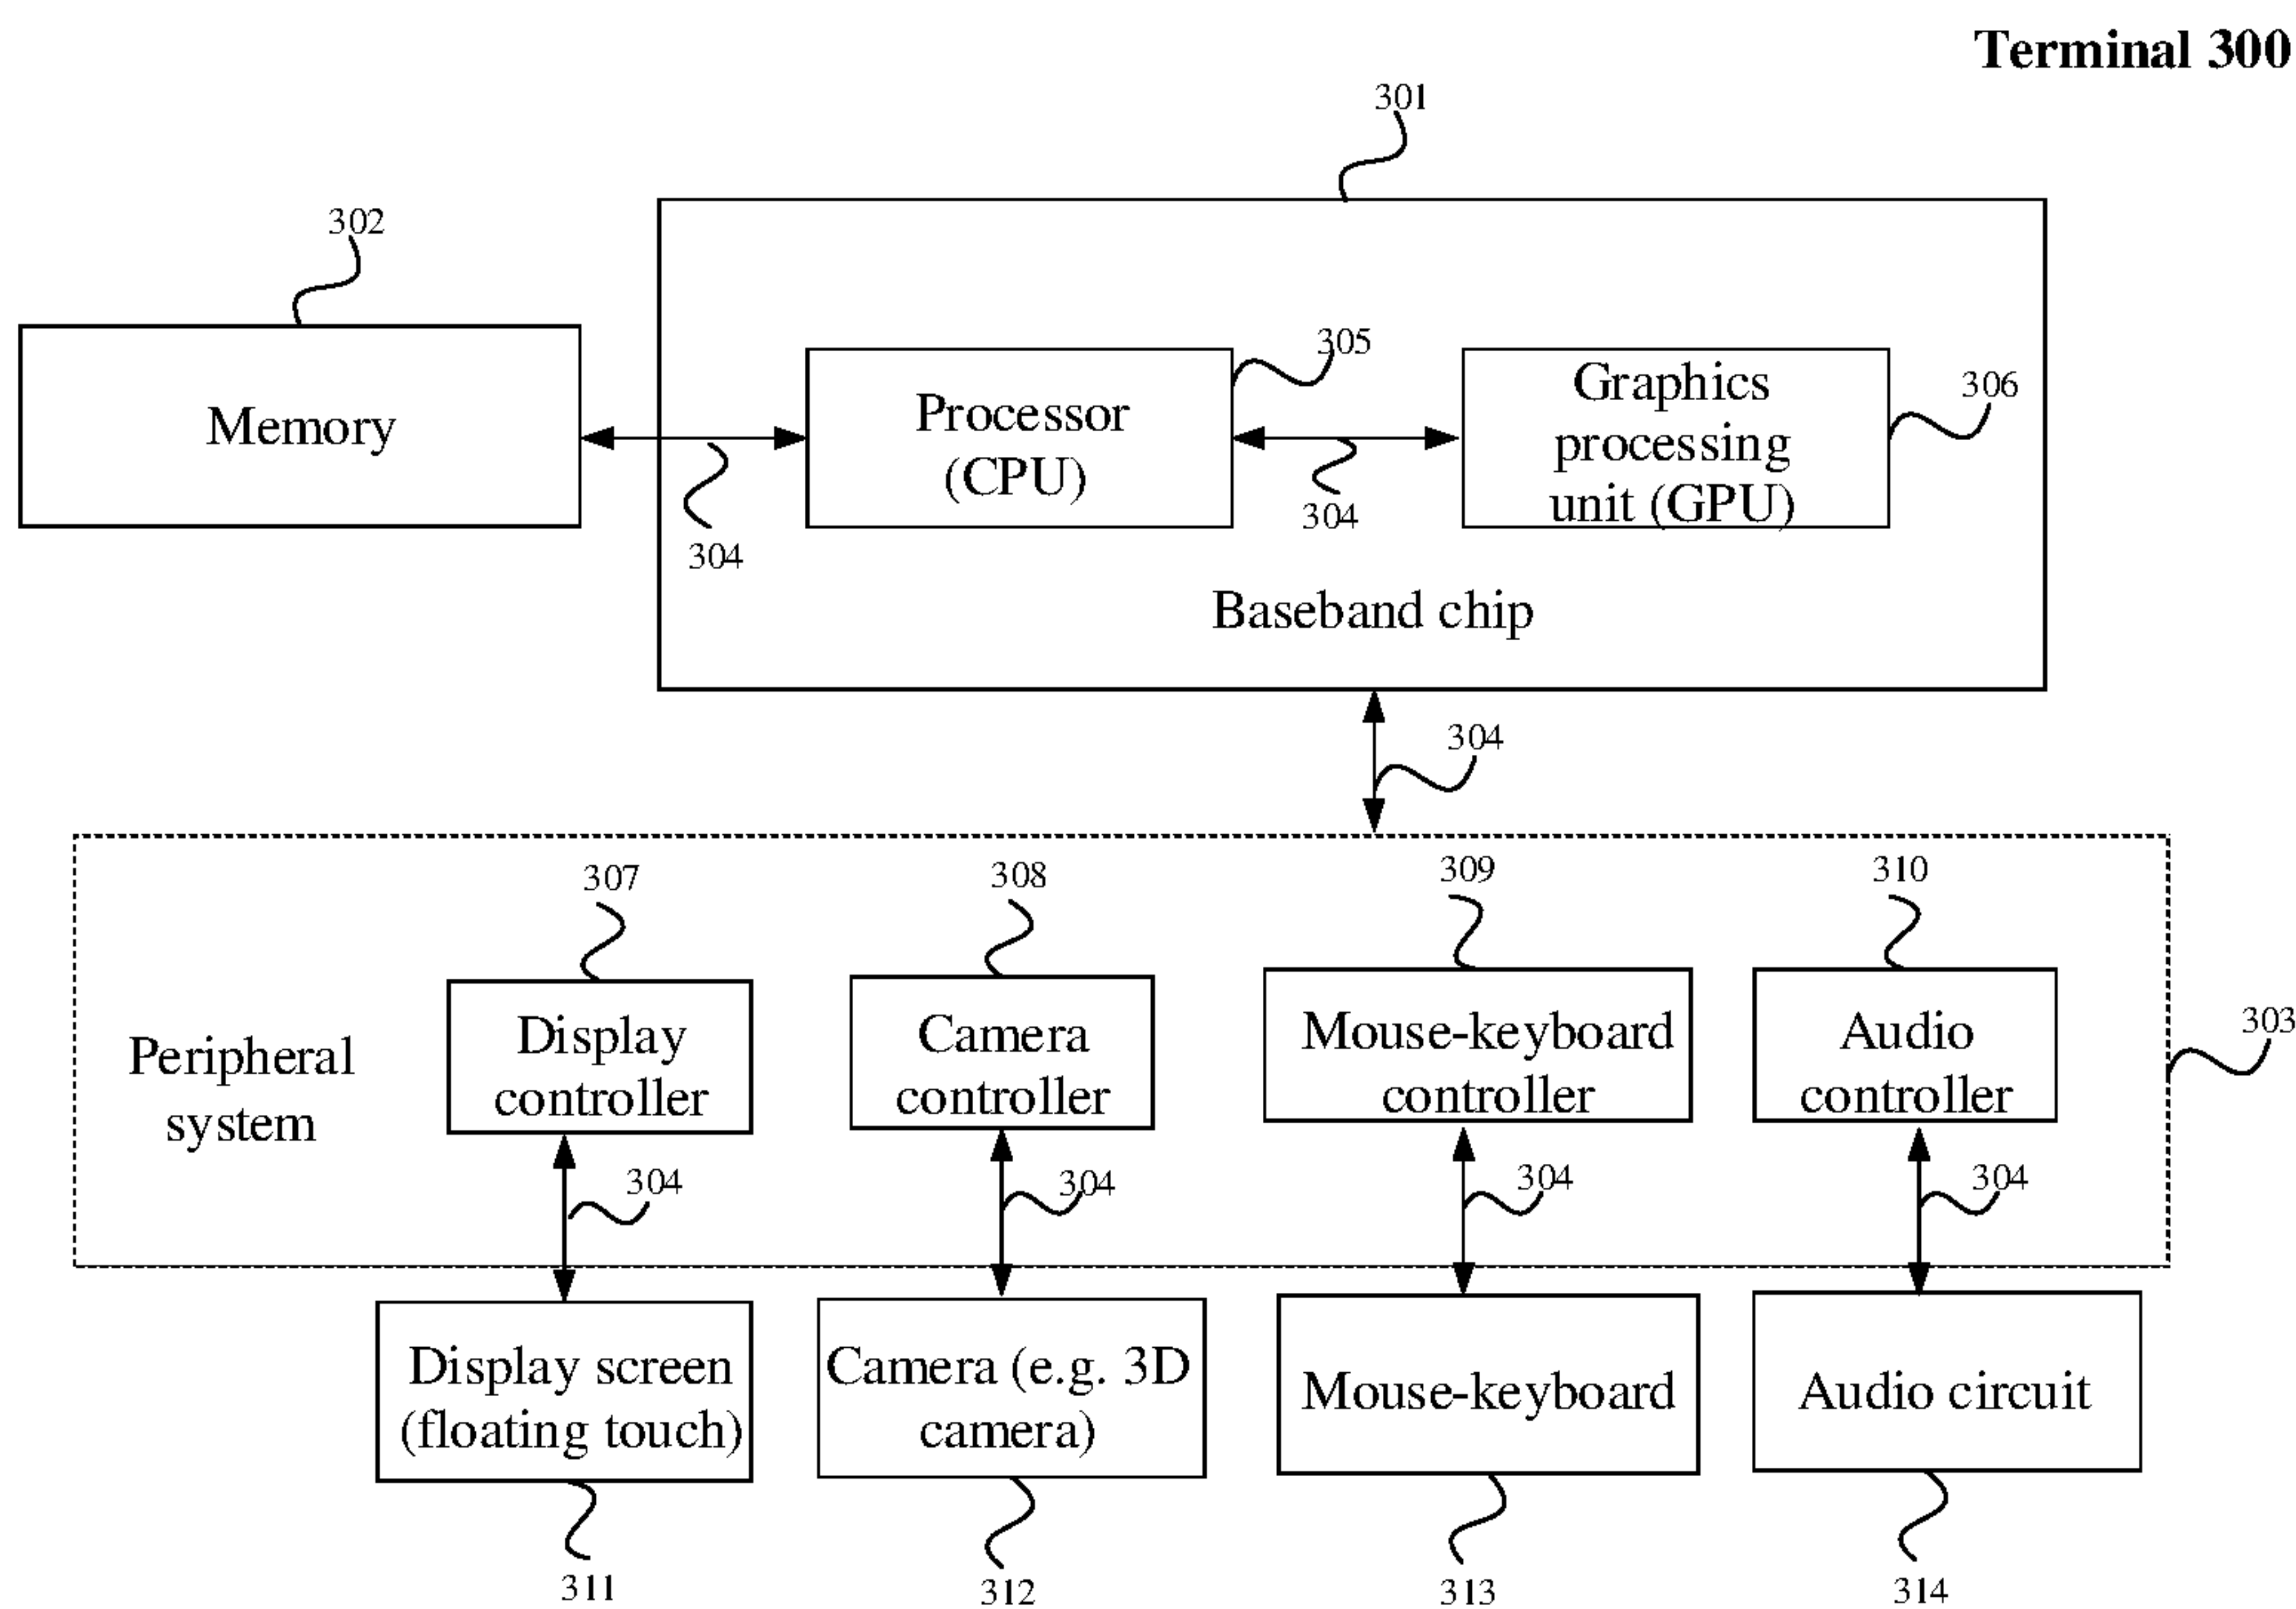 Terminal 300
301
302
305
306
Memory
Processor
(CPU)
Graphics
processing
unit (GPU)
304
304
Baseband chip
304
307
308
309
310
303
Peripheral
system
Display
controller
Camera
controller
Mouse-keyboard
controller
Audio
controller
304
304
304
304
Display screen
(floating touch)
Camera (e.g. 3D
camera)
Mouse-keyboard
Audio circuit
311
312
313
314